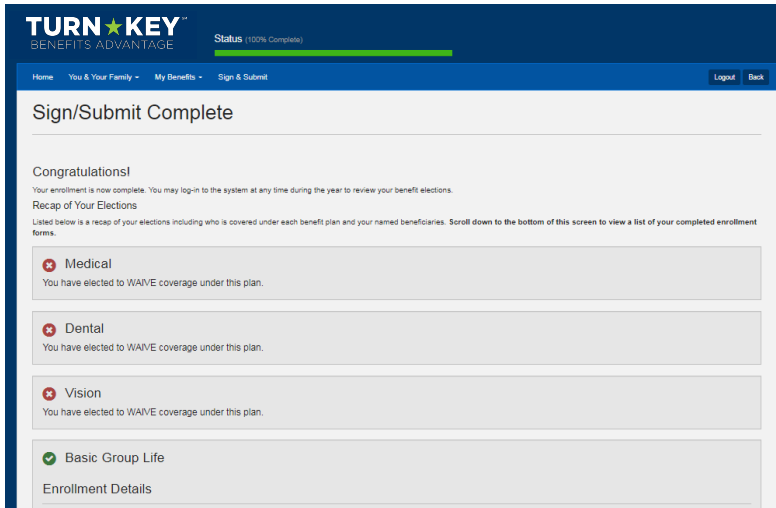 TURN★KEY℠
BENEFITS ADVANTAGE
Status (100% Complete)
Home You & Your Family My Benefits Sign & Submit Logout Back
Sign/Submit Complete
Congratulations!
Your enrollment is now complete. You may log-in to the system at any time during the year to review your benefit elections.
Recap of Your Elections
Listed below is a recap of your elections including who is covered under each benefit plan and your named beneficiaries. Scroll down to the bottom of this screen to view a list of your completed enrollment
forms.
Medical
You have elected to WAIVE coverage under this plan.
Dental
You have elected to WAIVE coverage under this plan.
Vision
You have elected to WAIVE coverage under this plan.
Basic Group Life
Enrollment Details